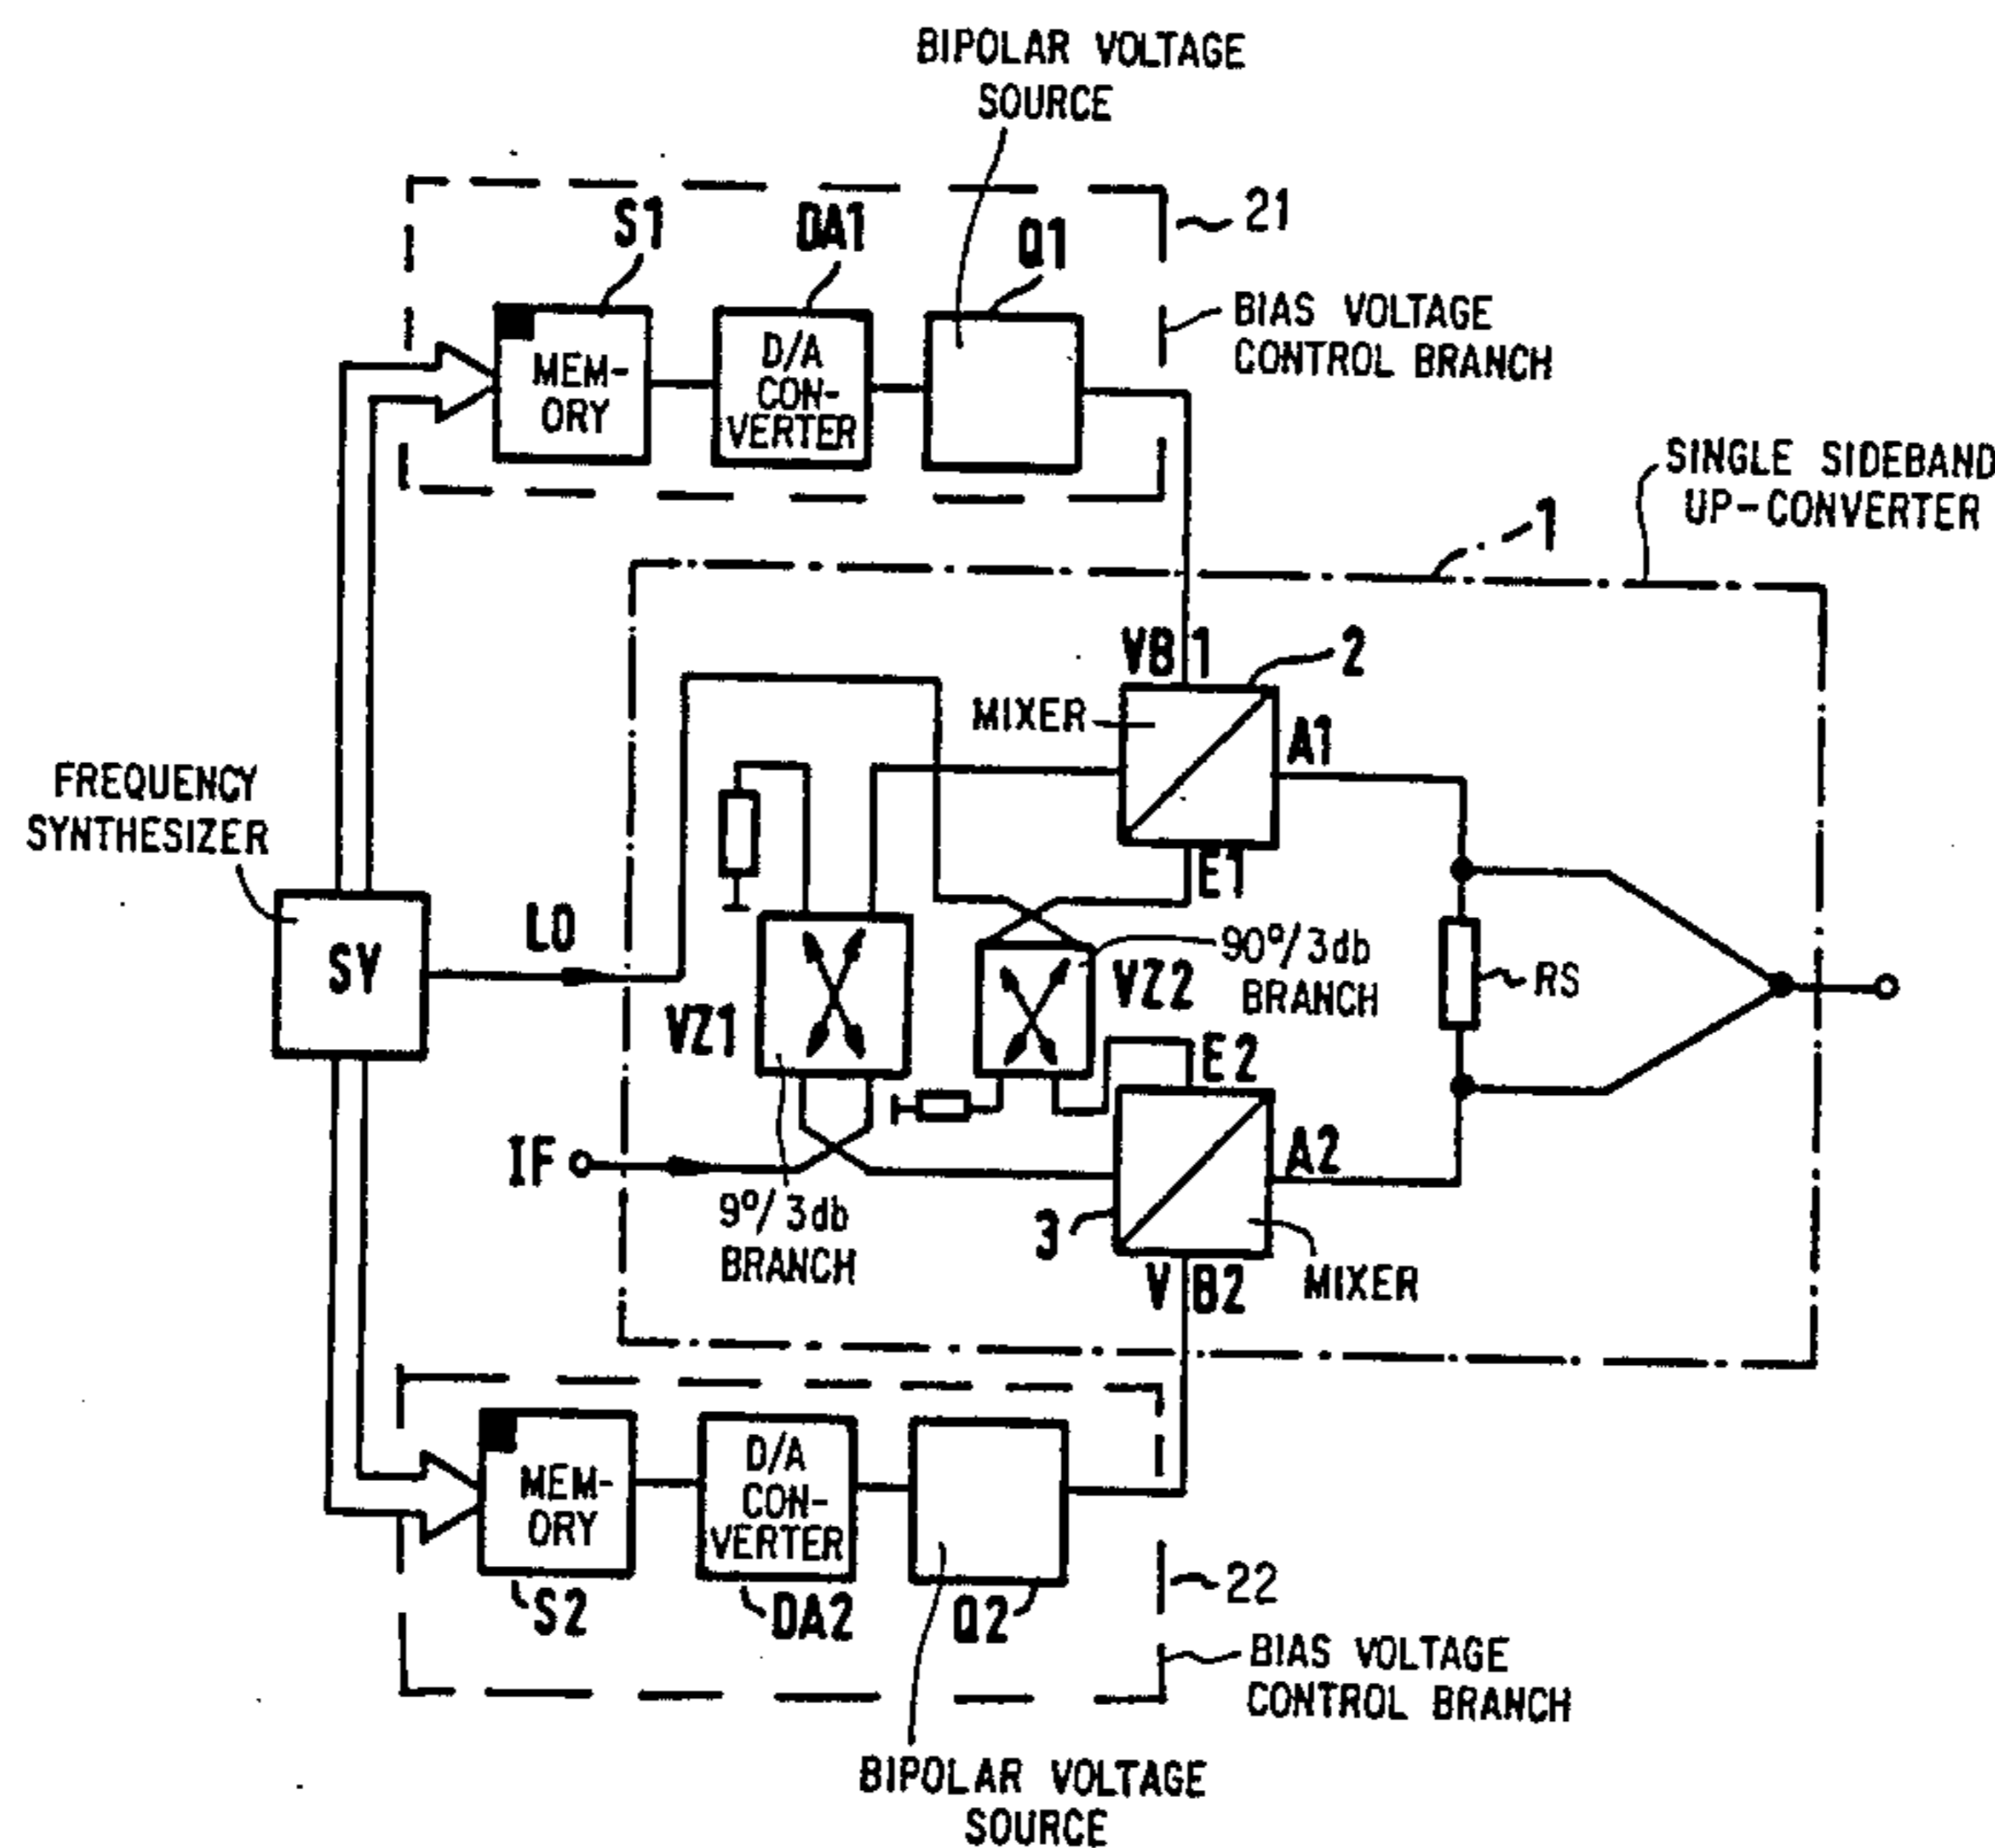 BIPOLAR VOLTAGE
SOURCE
21
S1
DA1
Q1
BIAS VOLTAGE
CONTROL BRANCH
MEM-
ORY
D/A
CON-
VERTER
SINGLE SIDEBAND
UP-CONVERTER
1
VB1
2
MIXER
A1
FREQUENCY
SYNTHESIZER
E1
LO
SY
90°/3db
BRANCH
VZ2
RS
VZ1
E2
IF
A2
9°/3db
BRANCH
3
V B2
MIXER
MEM-
ORY
D/A
CON-
VERTER
S2
DA2
Q2
22
BIAS VOLTAGE
CONTROL BRANCH
BIPOLAR VOLTAGE
SOURCE